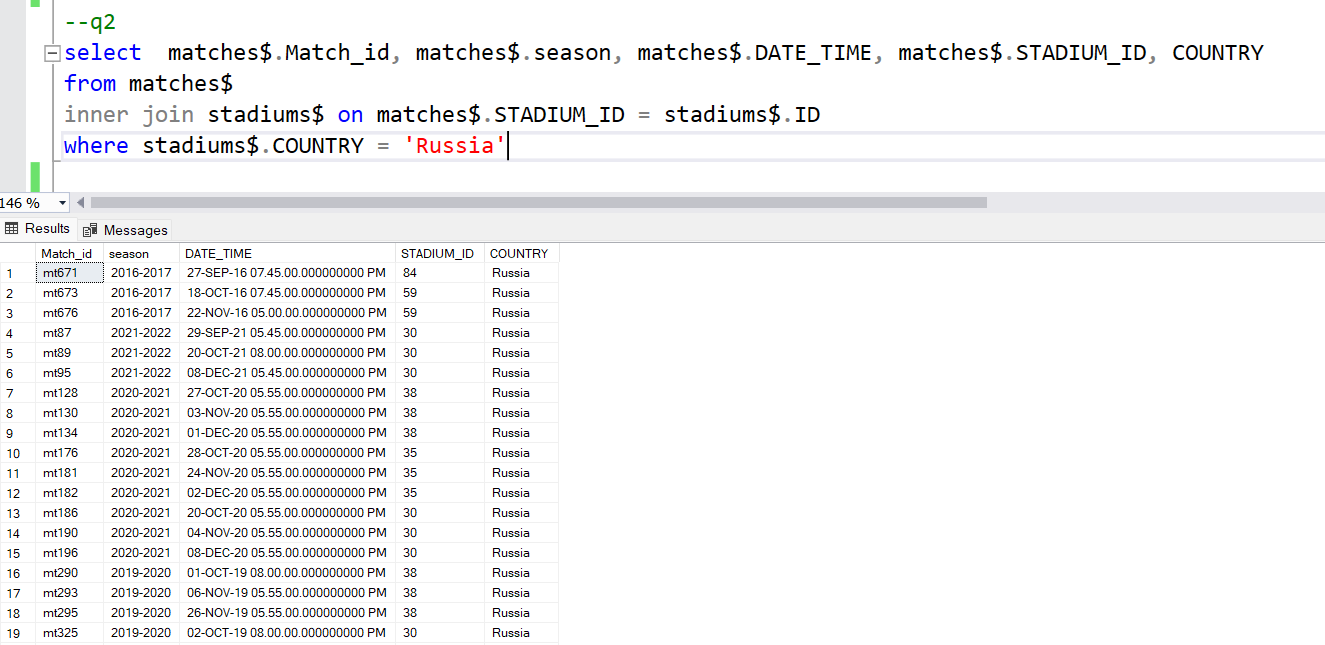 --q2
select  matches$.Match_id, matches$.season, matches$.DATE_TIME, matches$.STADIUM_ID, COUNTRY
from matches$
inner join stadiums$ on matches$.STADIUM_ID = stadiums$.ID
where stadiums$.COUNTRY = 'Russia'
146 %
Results Messages
Match_id season DATE_TIME STADIUM_ID COUNTRY
1 mt671 2016-2017 27-SEP-16 07.45.00.000000000 PM 84 Russia
2 mt673 2016-2017 18-OCT-16 07.45.00.000000000 PM 59 Russia
3 mt676 2016-2017 22-NOV-16 05.00.00.000000000 PM 59 Russia
4 mt87 2021-2022 29-SEP-21 05.45.00.000000000 PM 30 Russia
5 mt89 2021-2022 20-OCT-21 08.00.00.000000000 PM 30 Russia
6 mt95 2021-2022 08-DEC-21 05.45.00.000000000 PM 30 Russia
7 mt128 2020-2021 27-OCT-20 05.55.00.000000000 PM 38 Russia
8 mt130 2020-2021 03-NOV-20 05.55.00.000000000 PM 38 Russia
9 mt134 2020-2021 01-DEC-20 05.55.00.000000000 PM 38 Russia
10 mt176 2020-2021 28-OCT-20 05.55.00.000000000 PM 35 Russia
11 mt181 2020-2021 24-NOV-20 05.55.00.000000000 PM 35 Russia
12 mt182 2020-2021 02-DEC-20 05.55.00.000000000 PM 35 Russia
13 mt186 2020-2021 20-OCT-20 05.55.00.000000000 PM 30 Russia
14 mt190 2020-2021 04-NOV-20 05.55.00.000000000 PM 30 Russia
15 mt196 2020-2021 08-DEC-20 05.55.00.000000000 PM 30 Russia
16 mt290 2019-2020 01-OCT-19 08.00.00.000000000 PM 38 Russia
17 mt293 2019-2020 06-NOV-19 05.55.00.000000000 PM 38 Russia
18 mt295 2019-2020 26-NOV-19 05.55.00.000000000 PM 38 Russia
19 mt325 2019-2020 02-OCT-19 08.00.00.000000000 PM 30 Russia